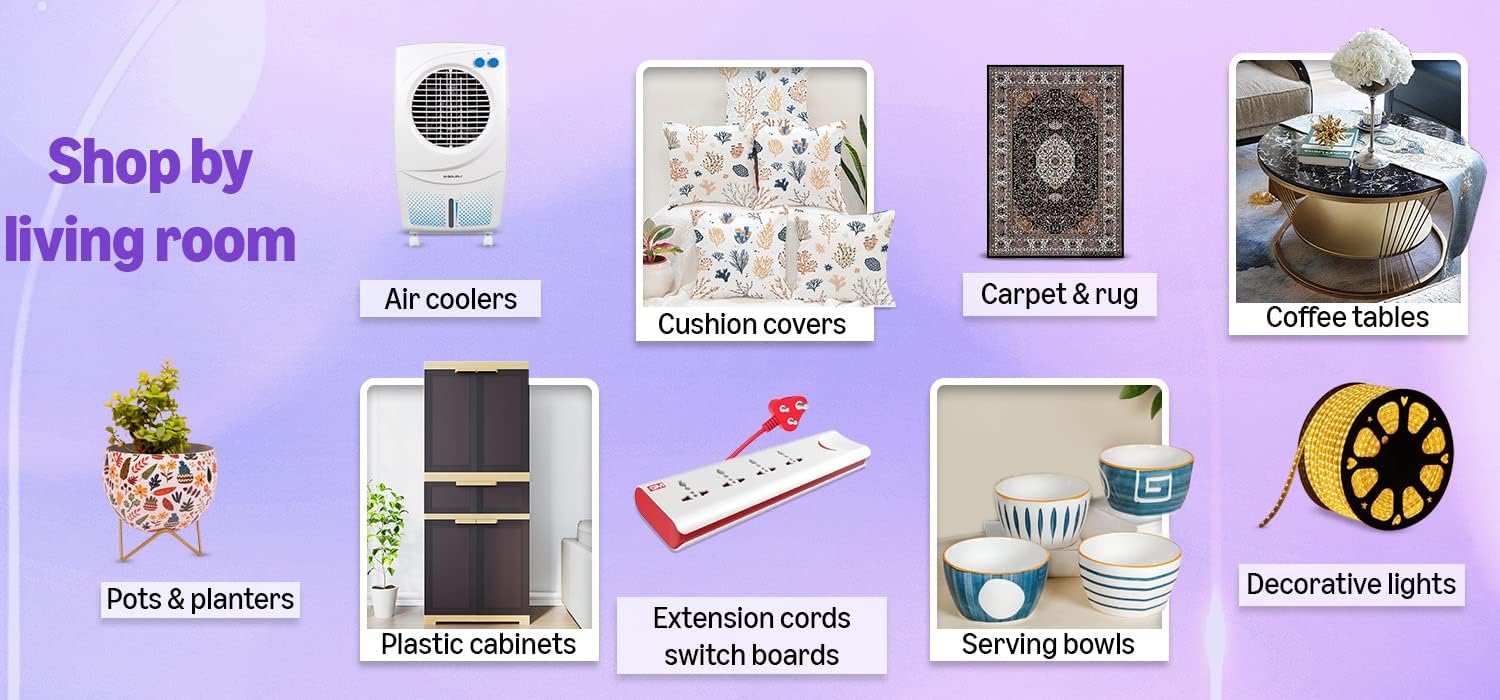 Shop by
living room
Air coolers
Cushion covers
Carpet & rug
Coffee tables
Pots & planters
Plastic cabinets
Extension cords
switch boards
Serving bowls
Decorative lights